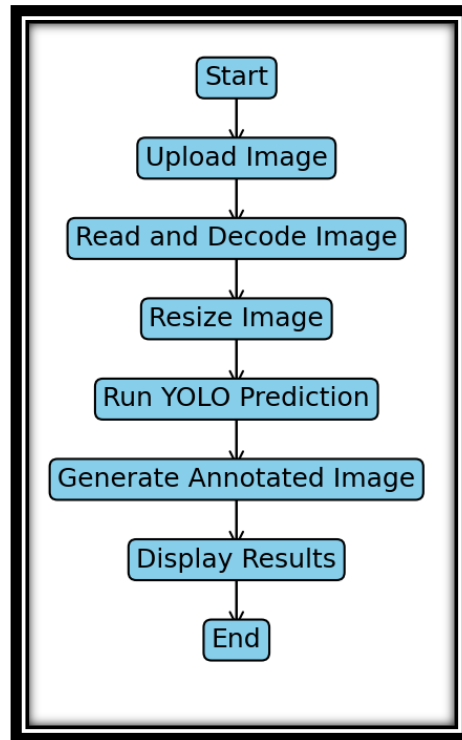 Start
Upload Image
Read and Decode Image
Resize Image
Run YOLO Prediction
Generate Annotated Image
Display Results
End